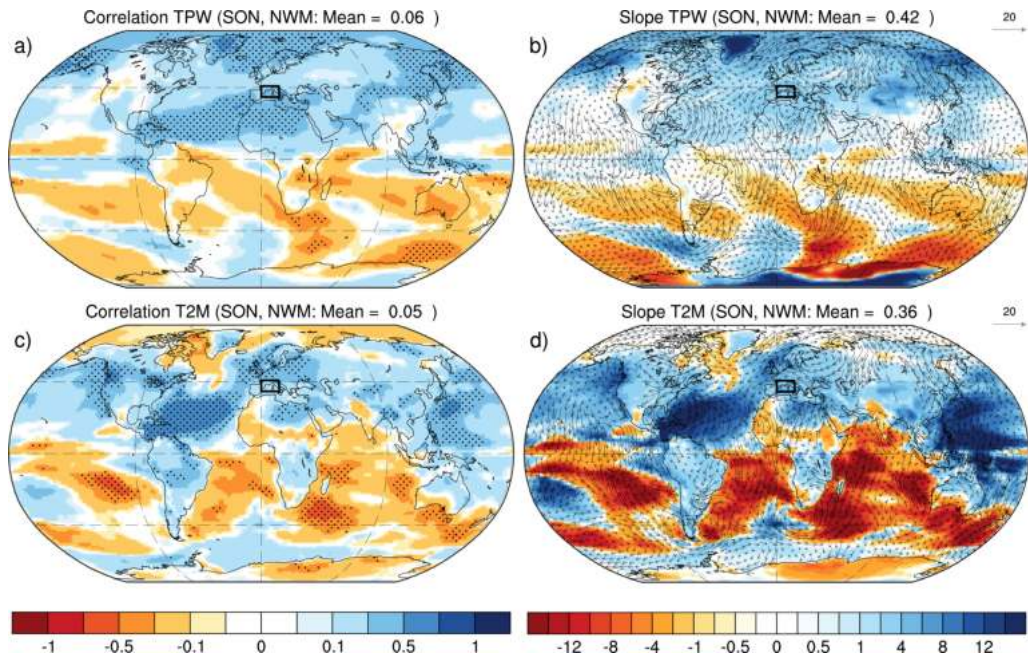 Correlation TPW (SON, NWM: Mean = 0.06 )
a)
Slope TPW (SON, NWM: Mean = 0.42 )
b)
20
Correlation T2M (SON, NWM: Mean = 0.05 )
c)
Slope T2M (SON, NWM: Mean = 0.36 )
d)
20
-1 -0.5 -0.1 0 0.1 0.5 1
-12 -8 -4 -1 -0.5 0 0.5 1 4 8 12